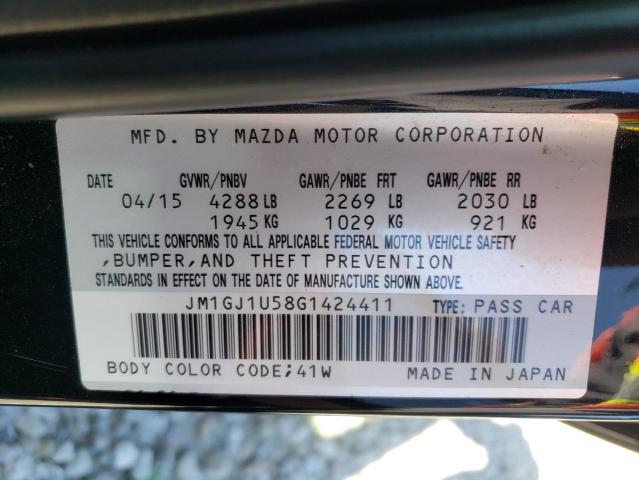 MFD. BY MAZDA MOTOR CORPORATION
DATE GVWR/PNBV GAWR/PNBE FRT GAWR/PNBE RR
04/15 4288 LB 2269 LB 2030 LB
1945 KG 1029 KG 921 KG
THIS VEHICLE CONFORMS TO ALL APPLICABLE FEDERAL MOTOR VEHICLE SAFETY
,BUMPER,AND THEFT PREVENTION
STANDARDS IN EFFECT ON THE DATE OF MANUFACTURE SHOWN ABOVE.
JM1GJ1U58G1424411 TYPE: PASS CAR
BODY COLOR CODE;41W MADE IN JAPAN